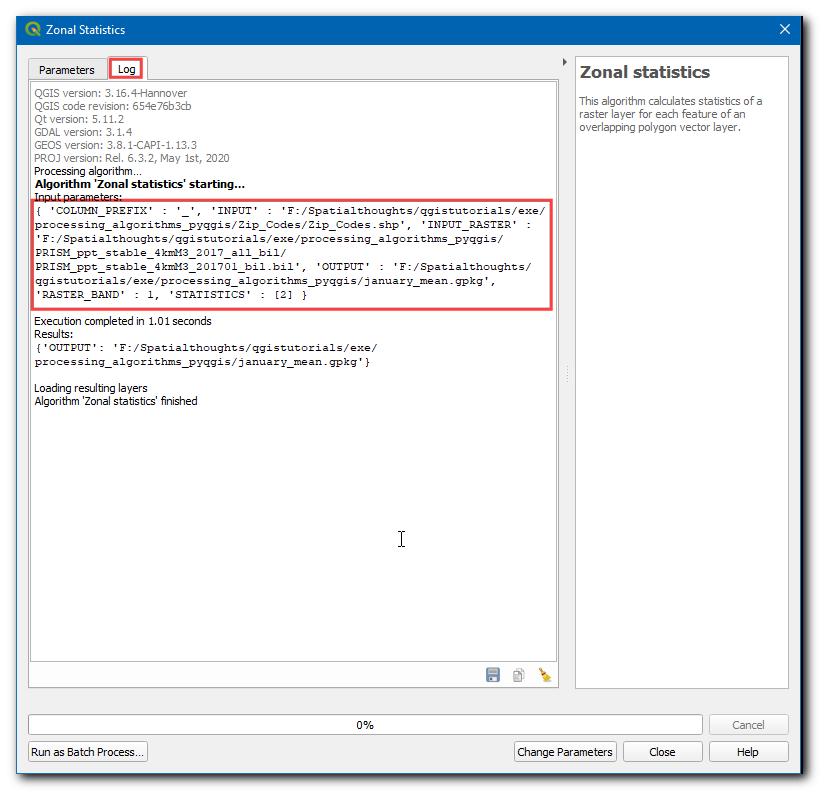 Zonal Statistics
Parameters
Log
QGIS version: 3.16.4-Hannover
QGIS code revision: 654e76b3cb
Qt version: 5.11.2
GDAL version: 3.1.4
GEOS version: 3.8.1-CAPI-1.13.3
PROJ version: Rel. 6.3.2, May 1st, 2020
Processing algorithm…
Algorithm 'Zonal statistics' starting…
Input parameters:
{ 'COLUMN_PREFIX' : '_', 'INPUT' : 'F:/Spatialthoughts/qgistutorials/exe/
processing_algorithms_pyqgis/Zip_Codes/Zip_Codes.shp', 'INPUT_RASTER' :
'F:/Spatialthoughts/qgistutorials/exe/processing_algorithms_pyqgis/
PRISM_ppt_stable_4kmM3_2017_all_bil/
PRISM_ppt_stable_4kmM3_201701_bil.bil', 'OUTPUT' : 'F:/Spatialthoughts/
qgistutorials/exe/processing_algorithms_pyqgis/january_mean.gpkg',
'RASTER_BAND' : 1, 'STATISTICS' : [2] }
Execution completed in 1.01 seconds
Results:
{'OUTPUT': 'F:/Spatialthoughts/qgistutorials/exe/
processing_algorithms_pyqgis/january_mean.gpkg'}
Loading resulting layers
Algorithm 'Zonal statistics' finished
Zonal statistics
This algorithm calculates statistics of a
raster layer for each feature of an
overlapping polygon vector layer.
0%
Cancel
Run as Batch Process…
Change Parameters
Close
Help